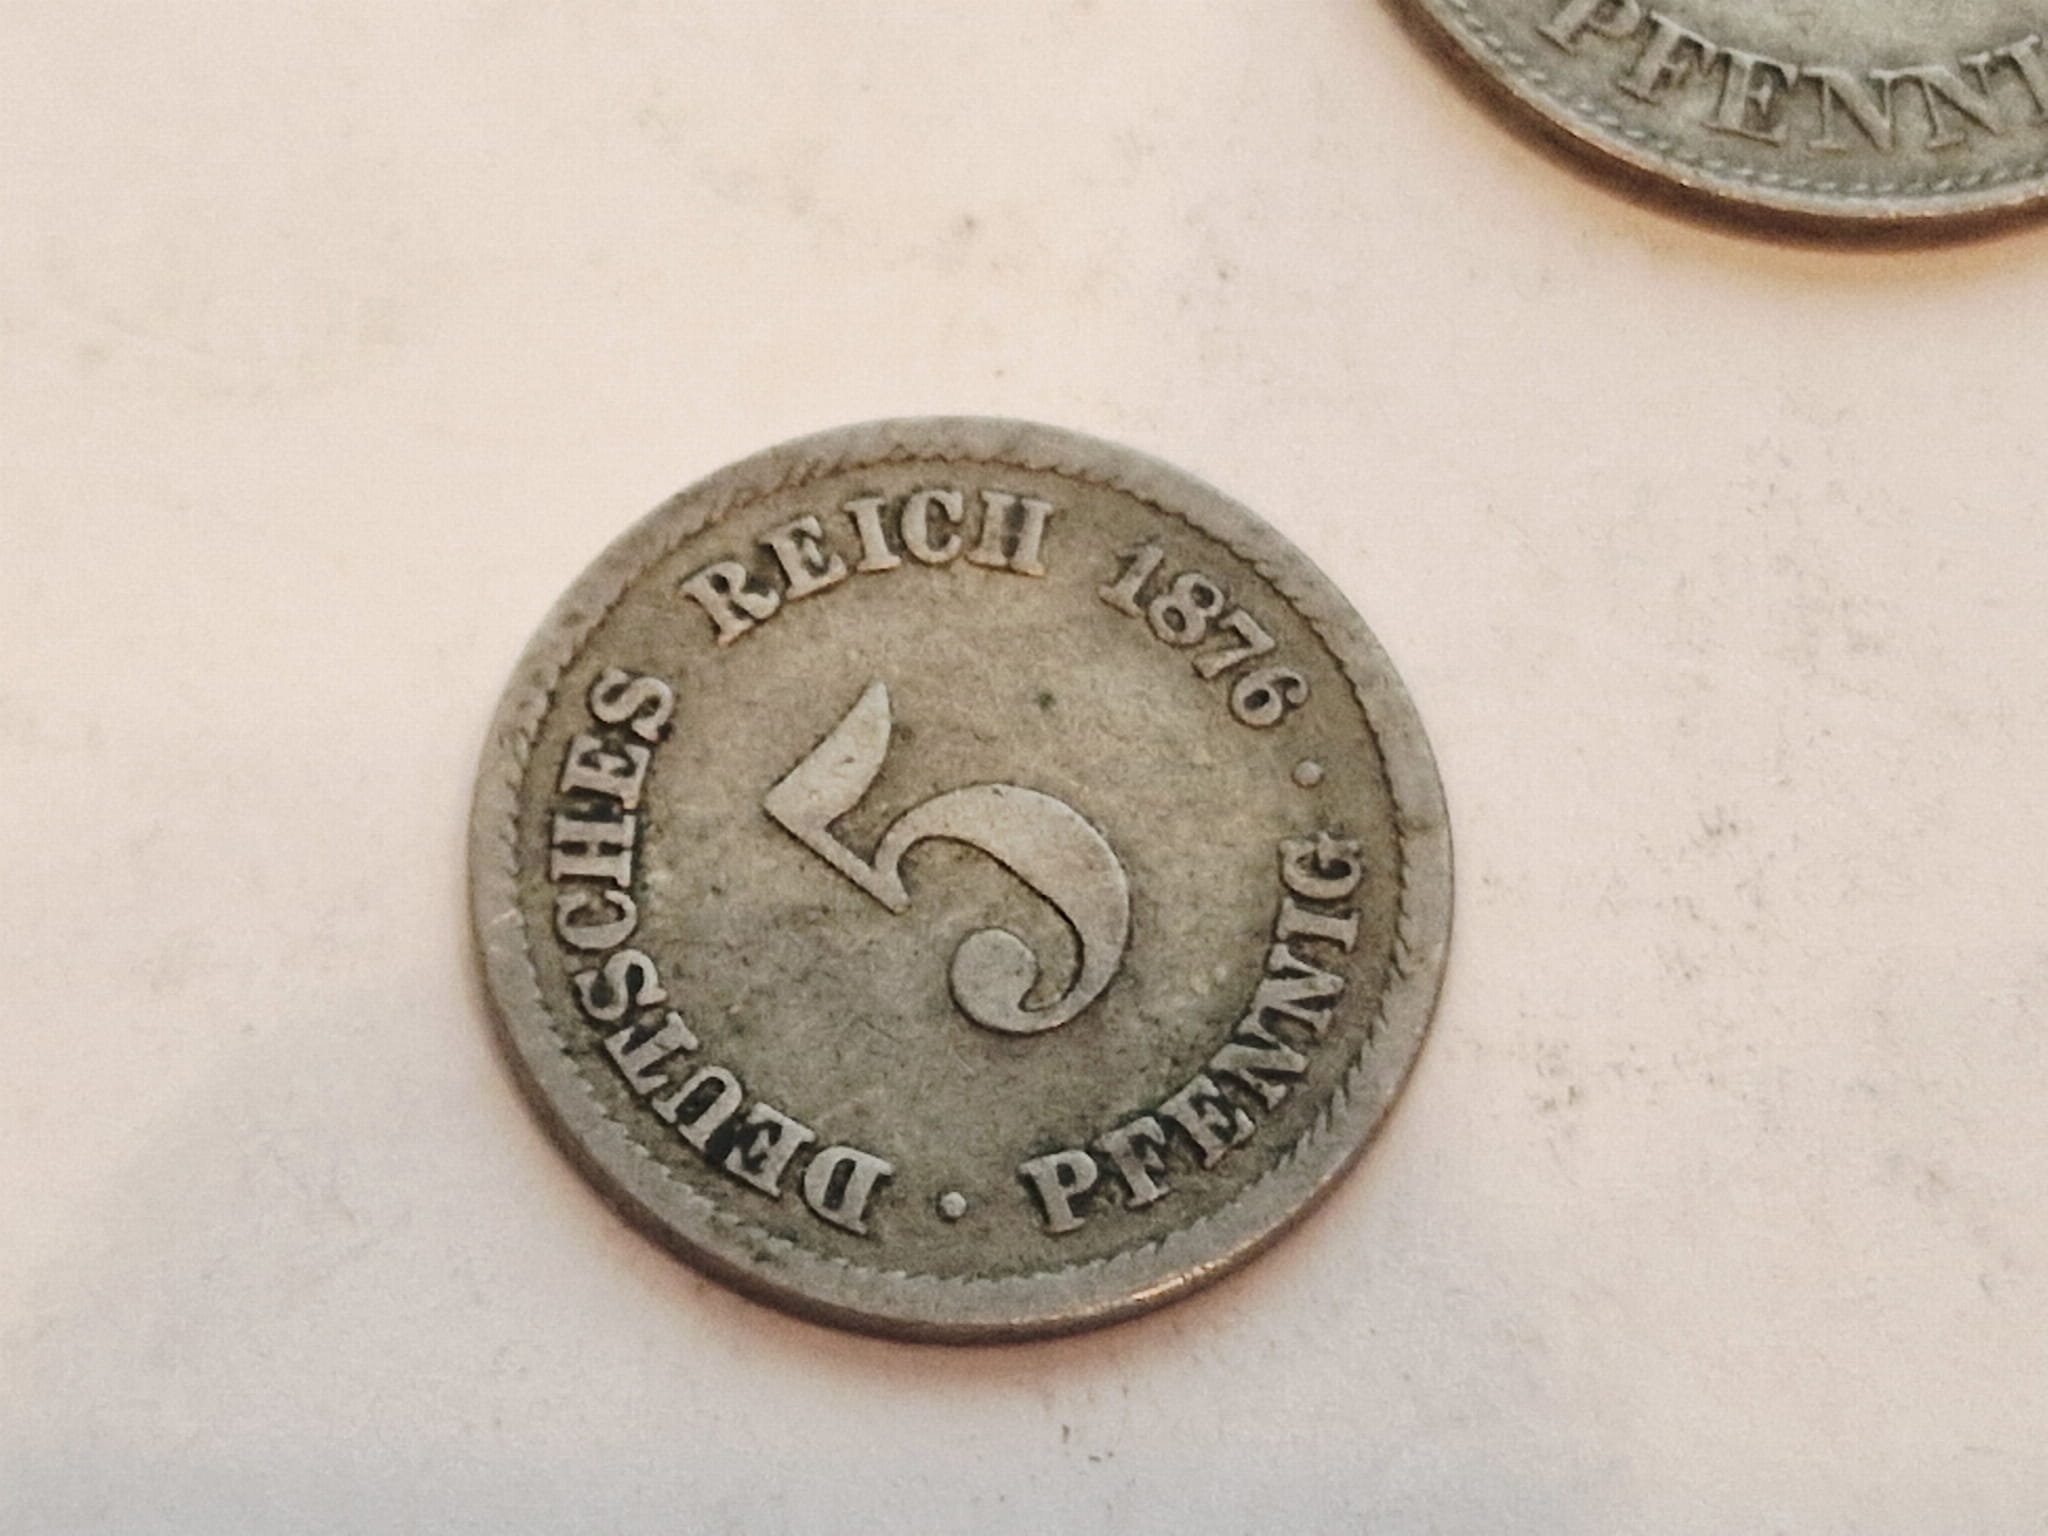 DEUTSCHES REICH 1876 · PFENNIG ·
5
PFENNI